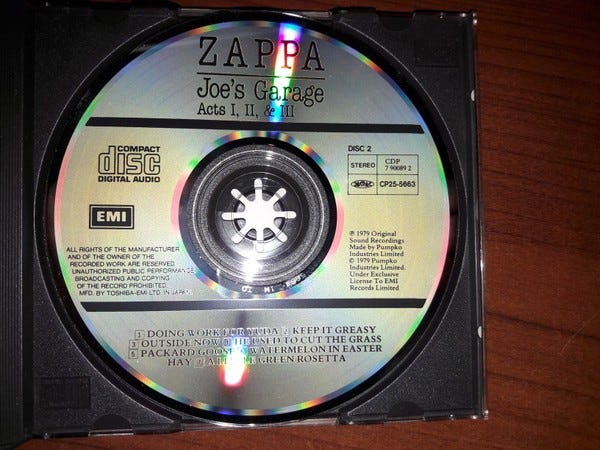 ZAPPA
Joe's Garage
Acts I, II, & III
COMPACT
disc
DIGITAL AUDIO
DISC 2
STEREO
CDP
7 90089 2
CP25-5663
EMI
ALL RIGHTS OF THE MANUFACTURER
AND OF THE OWNER OF THE
RECORDED WORK ARE RESERVED
UNAUTHORIZED PUBLIC PERFORMANCE
BROADCASTING AND COPYING
OF THE RECORD PROHIBITED.
MFD. BY TOSHIBA-EMI LTD. IN JAPAN
℗ 1979 Original
Sound Recordings
Made by Pumpko
Industries Limited
© 1979 Pumpko
Industries Limited.
Under Exclusive
License To EMI
Records Limited
1 DOING WORK FOR YUDA 2 KEEP IT GREASY
3 OUTSIDE NOW 4 HE USED TO CUT THE GRASS
5 PACKARD GOOSE 6 WATERMELON IN EASTER
HAY 7 A LITTLE GREEN ROSETTA